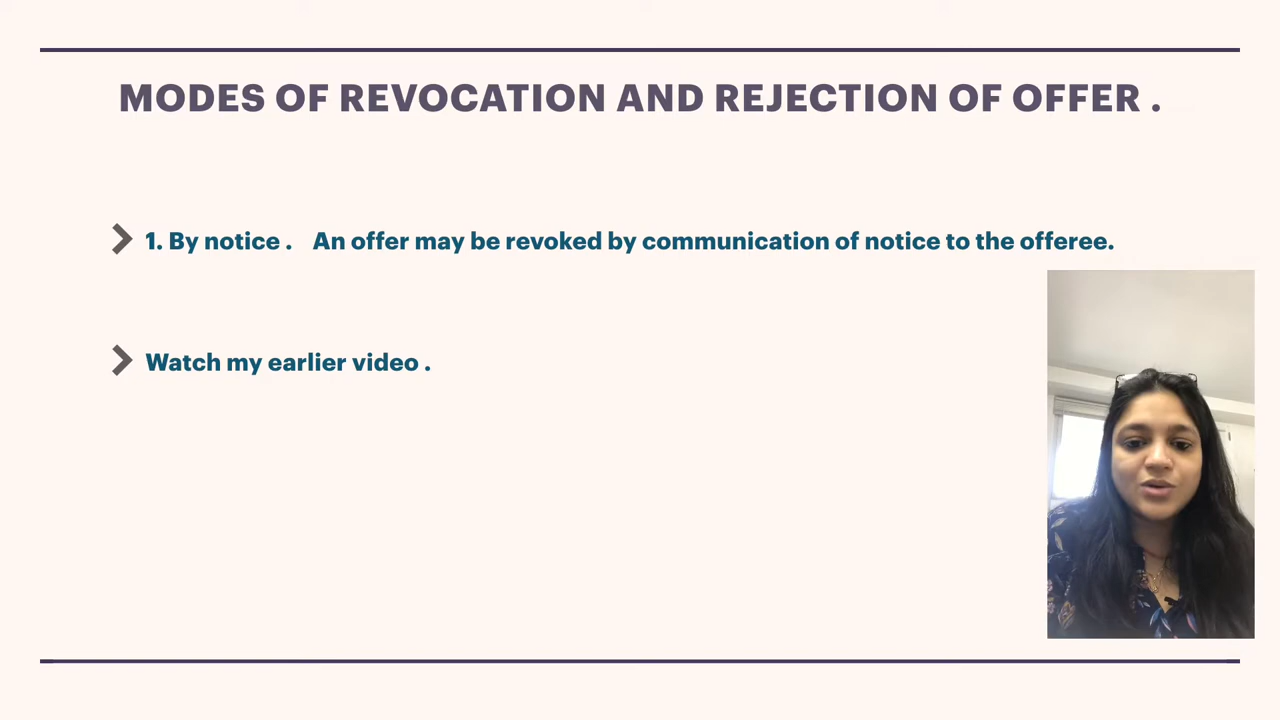 MODES OF REVOCATION AND REJECTION OF OFFER .
1. By notice . An offer may be revoked by communication of notice to the offeree.
Watch my earlier video .